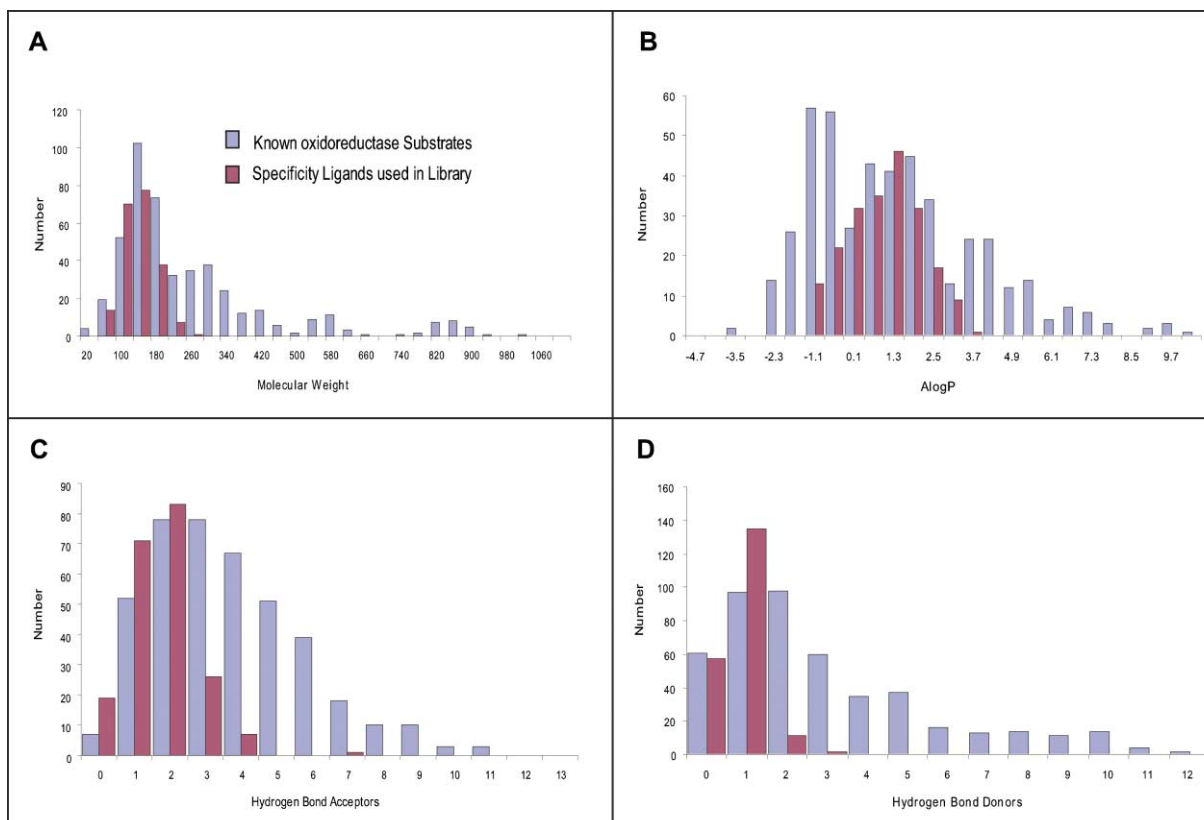 A
120
100
80
60
40
20
0
Number
Known oxidoreductase Substrates
Specificity Ligands used in Library
20 100 180 260 340 420 500 580 660 740 820 900 980 1060
Molecular Weight
B
60
50
40
30
20
10
0
Number
-4.7 -3.5 -2.3 -1.1 0.1 1.3 2.5 3.7 4.9 6.1 7.3 8.5 9.7
AlogP
C
90
80
70
60
50
40
30
20
10
0
Number
0 1 2 3 4 5 6 7 8 9 10 11 12 13
Hydrogen Bond Acceptors
D
160
140
120
100
80
60
40
20
0
Number
0 1 2 3 4 5 6 7 8 9 10 11 12
Hydrogen Bond Donors